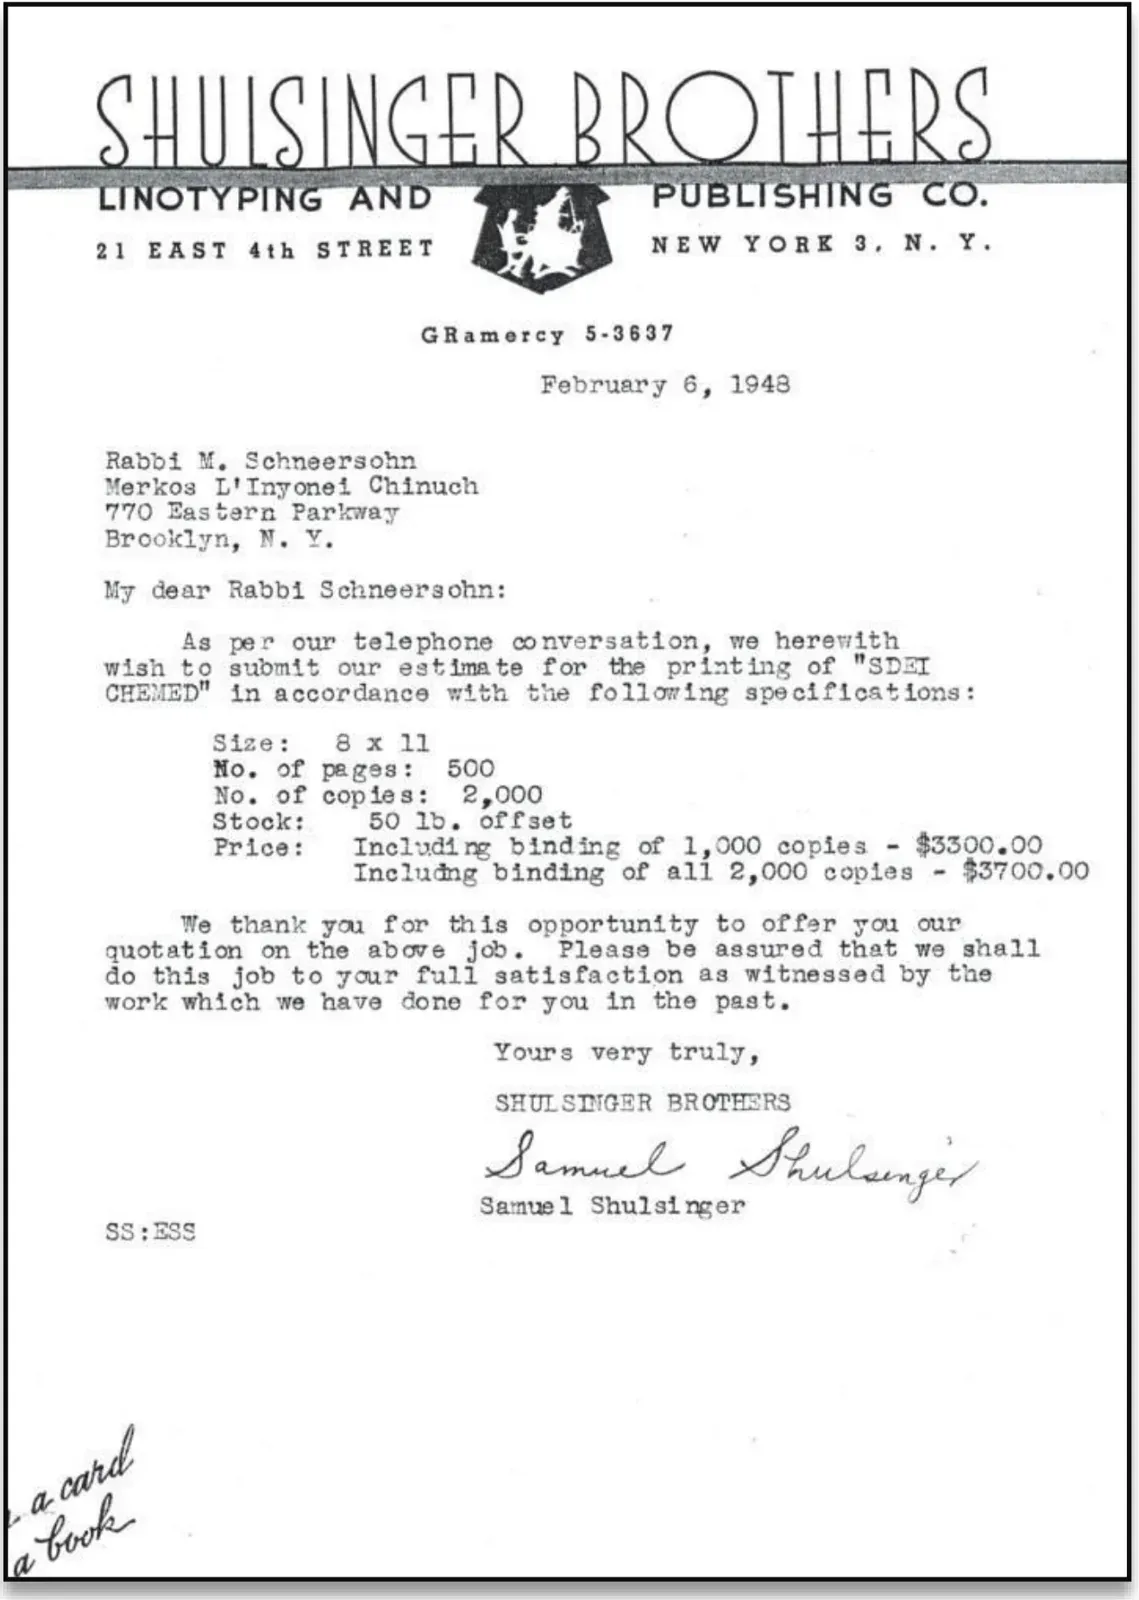 SHULSINGER BROTHERS
LINOTYPING AND PUBLISHING CO.
21 EAST 4th STREET NEW YORK 3, N. Y.
GRamercy 5-3637
February 6, 1948
Rabbi M. Schneersohn
Merkos L'Inyonei Chinuch
770 Eastern Parkway
Brooklyn, N. Y.
My dear Rabbi Schneersohn:
As per our telephone conversation, we herewith
wish to submit our estimate for the printing of "SDEI
CHEMED" in accordance with the following specifications:
Size: 8 x 11
No. of pages: 500
No. of copies: 2,000
Stock: 50 lb. offset
Price: Including binding of 1,000 copies - $3300.00
Includng binding of all 2,000 copies - $3700.00
We thank you for this opportunity to offer you our
quotation on the above job. Please be assured that we shall
do this job to your full satisfaction as witnessed by the
work which we have done for you in the past.
Yours very truly,
SHULSINGER BROTHERS
Samuel Shulsinger
Samuel Shulsinger
SS:ESS
a card
a book